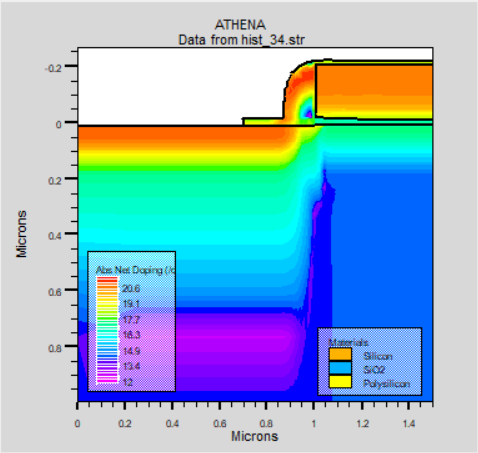 ATHENA
Data from hist_34.str
-0.2
0
0.2
0.4
0.6
0.8
Microns
Abs Net Doping (/c
20.6
19.1
17.7
16.3
14.9
13.4
12
Materials
Silicon
SiO2
Polysilicon
0 0.2 0.4 0.6 0.8 1 1.2 1.4
Microns